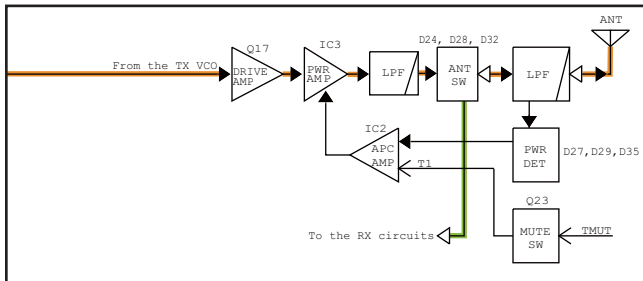 ANT
Q17
IC3
D24, D28, D32
From the TX VCO
DRIVE
AMP
PWR
AMP
LPF
ANT
SW
LPF
IC2
APC
AMP
T1
PWR
DET
D27,D29,D35
Q23
To the RX circuits
MUTE
SW
TMUT